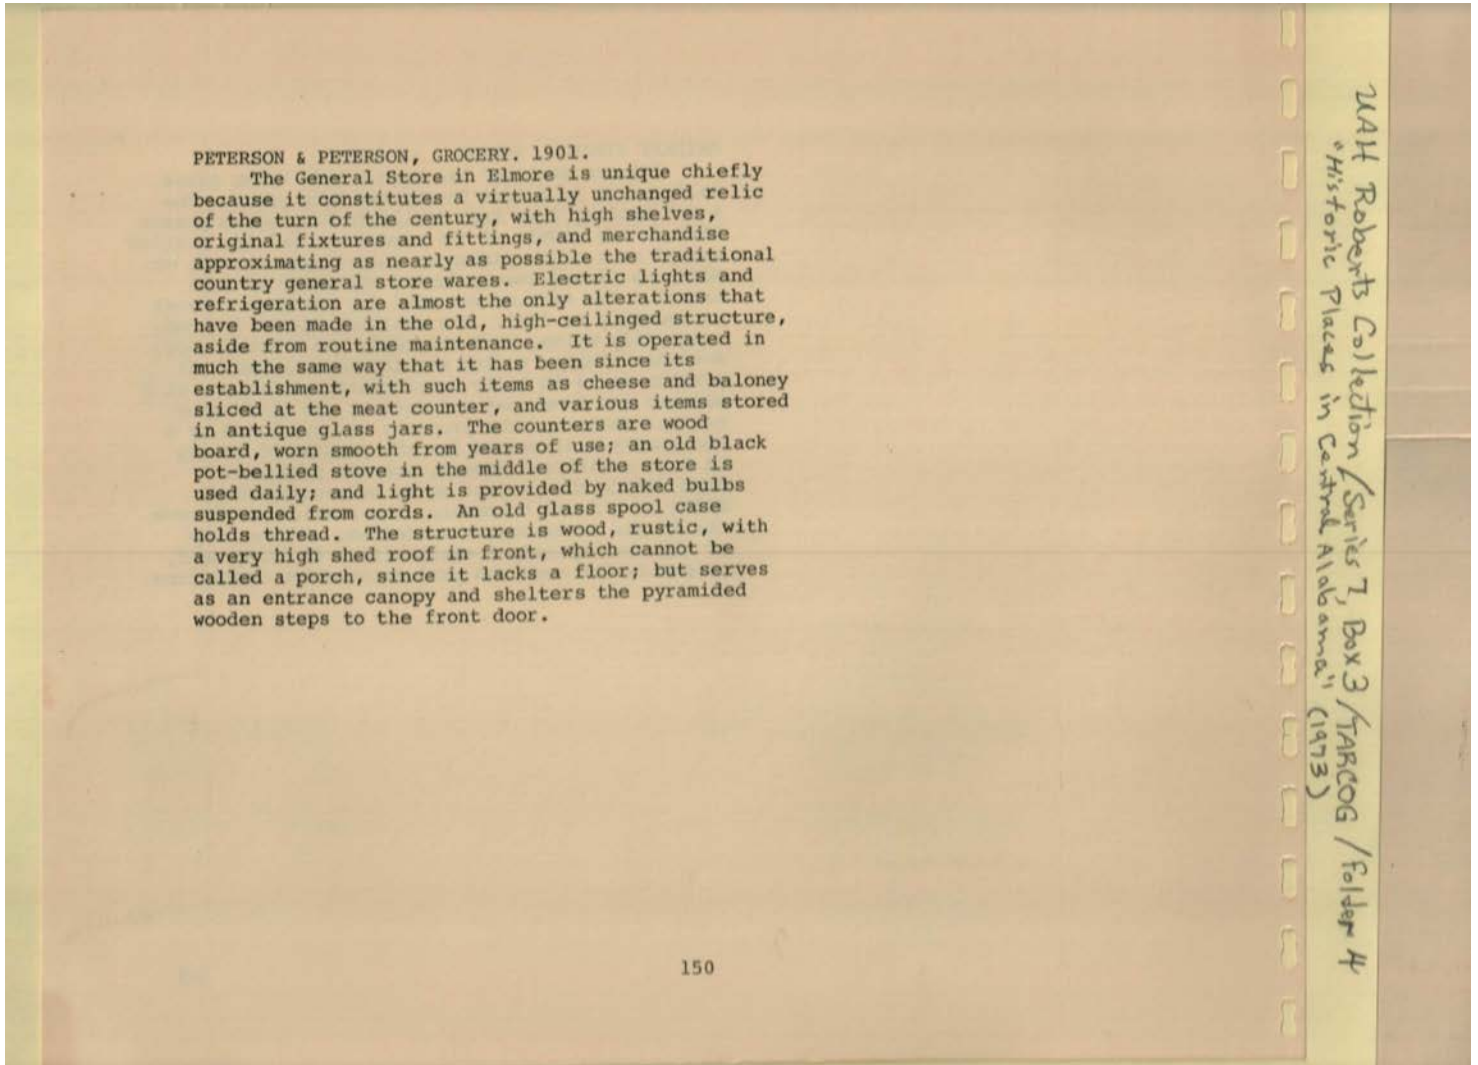 PETERSON & PETERSON, GROCERY. 1901.
The General Store in Elmore is unique chiefly
because it constitutes a virtually unchanged relic
of the turn of the century, with high shelves,
original fixtures and fittings, and merchandise
approximating as nearly as possible the traditional
country general store wares. Electric lights and
refrigeration are almost the only alterations that
have been made in the old, high-ceilinged structure,
aside from routine maintenance. It is operated in
much the same way that it has been since its
establishment, with such items as cheese and baloney
sliced at the meat counter, and various items stored
in antique glass jars. The counters are wood
board, worn smooth from years of use; an old black
pot-bellied stove in the middle of the store is
used daily; and light is provided by naked bulbs
suspended from cords. An old glass spool case
holds thread. The structure is wood, rustic, with
a very high shed roof in front, which cannot be
called a porch, since it lacks a floor; but serves
as an entrance canopy and shelters the pyramided
wooden steps to the front door.
150
UAH Roberts Collection/Series 7, Box 3/TARCOG/Folder 4
"Historic Places in Central Alabama" (1973)